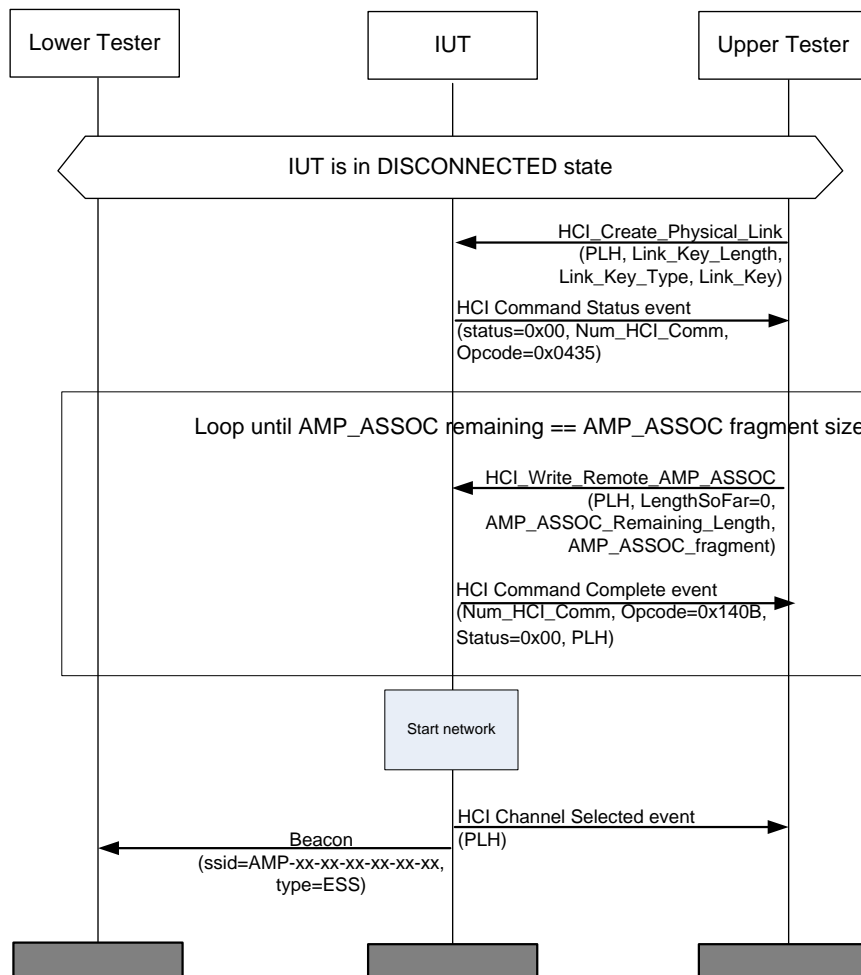 Lower Tester
IUT
Upper Tester
IUT is in DISCONNECTED state
HCI_Create_Physical_Link
(PLH, Link_Key_Length,
Link_Key_Type, Link_Key)
HCI Command Status event
(status=0x00, Num_HCI_Comm,
Opcode=0x0435)
Loop until AMP_ASSOC remaining == AMP_ASSOC fragment size
HCI_Write_Remote_AMP_ASSOC
(PLH, LengthSoFar=0,
AMP_ASSOC_Remaining_Length,
AMP_ASSOC_fragment)
HCI Command Complete event
(Num_HCI_Comm, Opcode=0x140B,
Status=0x00, PLH)
Start network
HCI Channel Selected event
(PLH)
Beacon
(ssid=AMP-xx-xx-xx-xx-xx-xx,
type=ESS)